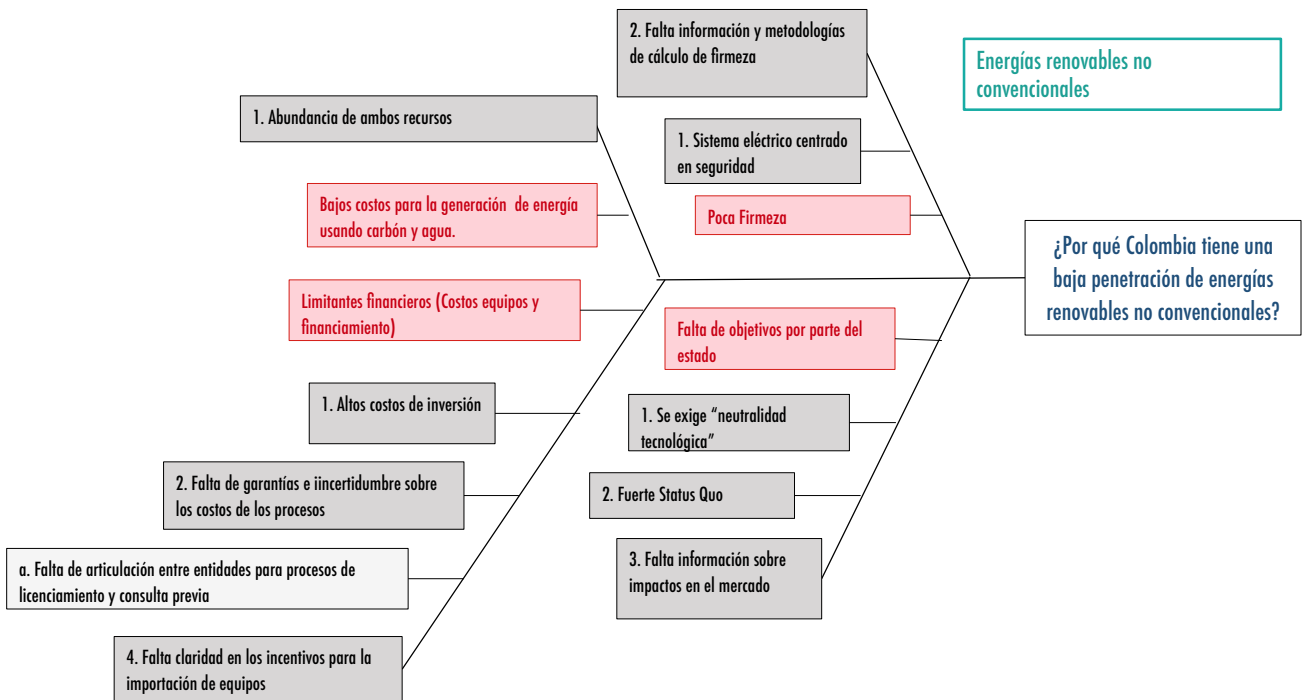 2. Falta información y metodologías
de cálculo de firmeza
Energías renovables no
convencionales
1. Abundancia de ambos recursos
1. Sistema eléctrico centrado
en seguridad
Bajos costos para la generación de energía
usando carbón y agua.
Poca Firmeza
¿Por qué Colombia tiene una
baja penetración de energías
renovables no convencionales?
Limitantes financieros (Costos equipos y
financiamiento)
Falta de objetivos por parte del
estado
1. Altos costos de inversión
1. Se exige “neutralidad
tecnológica”
2. Falta de garantías e iincertidumbre sobre
los costos de los procesos
2. Fuerte Status Quo
a. Falta de articulación entre entidades para procesos de
licenciamiento y consulta previa
3. Falta información sobre
impactos en el mercado
4. Falta claridad en los incentivos para la
importación de equipos